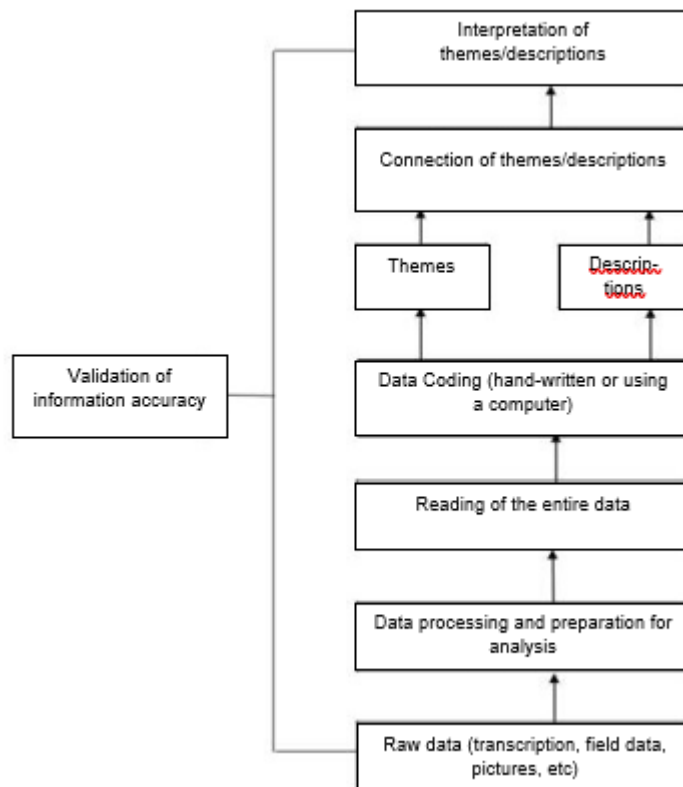 Interpretation of
themes/descriptions
Connection of themes/descriptions
Themes
Descrip-
tions
Validation of
information accuracy
Data Coding (hand-written or using
a computer)
Reading of the entire data
Data processing and preparation for
analysis
Raw data (transcription, field data,
pictures, etc)